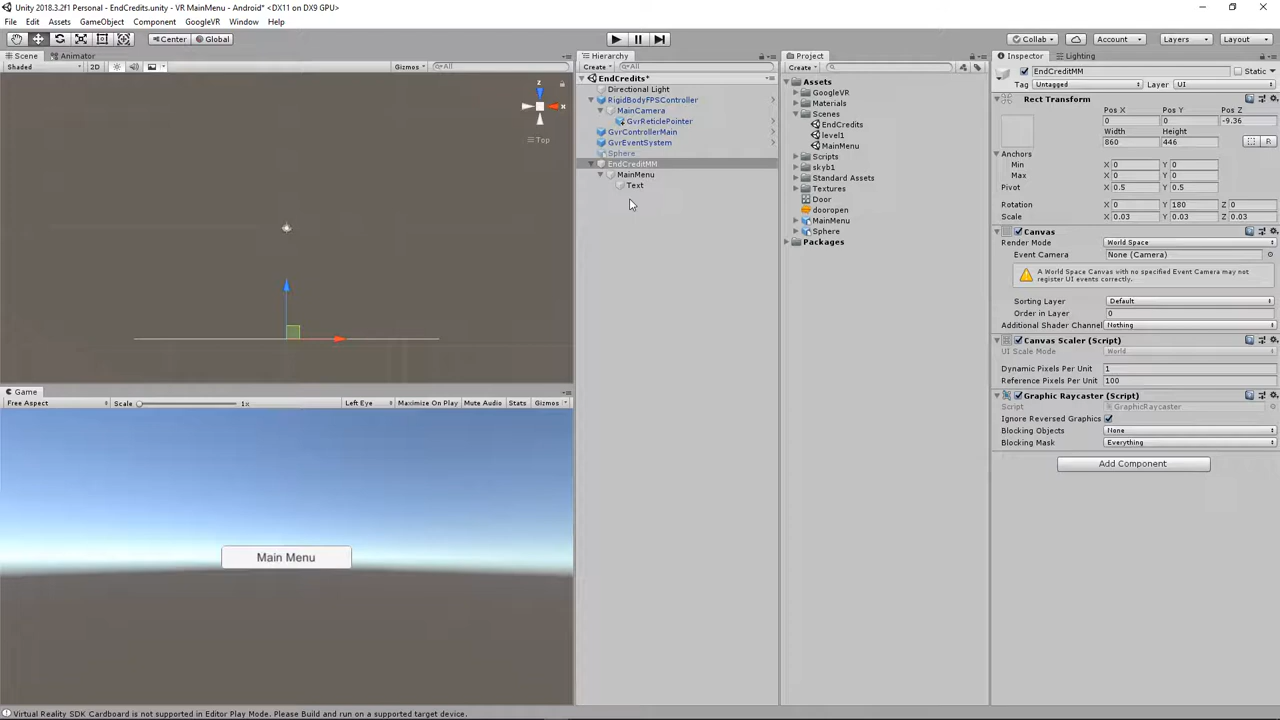 Unity 2018.3.2f1 Personal - EndCredits.unity - VR MainMenu - Android* <DX11 on DX9 GPU>
File Edit Assets GameObject Component GoogleVR Window Help
Center Global Collab Account Layers Layout
Scene Animator
Shaded 2D Gizmos All
Top
z
x
Game
Free Aspect Scale 1x Left Eye Maximize On Play Mute Audio Stats Gizmos
Main Menu
Hierarchy
Create All
EndCredits*
Directional Light
RigidBodyFPSController
MainCamera
GvrReticlePointer
GvrControllerMain
GvrEventSystem
Sphere
EndCreditMM
MainMenu
Text
Project
Create
Assets
GoogleVR
Materials
Scenes
EndCredits
level1
MainMenu
Scripts
skyb1
Standard Assets
Textures
Door
dooropen
MainMenu
Sphere
Packages
Inspector Lighting
EndCreditMM Static
Tag Untagged Layer UI
Rect Transform
Pos X Pos Y Pos Z
0 0 -9.36
Width Height
860 446
R
Anchors
Min X 0 Y 0
Max X 0 Y 0
Pivot X 0.5 Y 0.5
Rotation X 0 Y 180 Z 0
Scale X 0.03 Y 0.03 Z 0.03
Canvas
Render Mode World Space
Event Camera None (Camera)
A World Space Canvas with no specified Event Camera may not
register UI events correctly.
Sorting Layer Default
Order in Layer 0
Additional Shader Channel Nothing
Canvas Scaler (Script)
UI Scale Mode World
Dynamic Pixels Per Unit 1
Reference Pixels Per Unit 100
Graphic Raycaster (Script)
Script GraphicRaycaster
Ignore Reversed Graphics
Blocking Objects None
Blocking Mask Everything
Add Component
Virtual Reality SDK Cardboard is not supported in Editor Play Mode. Please Build and run on a supported target device.